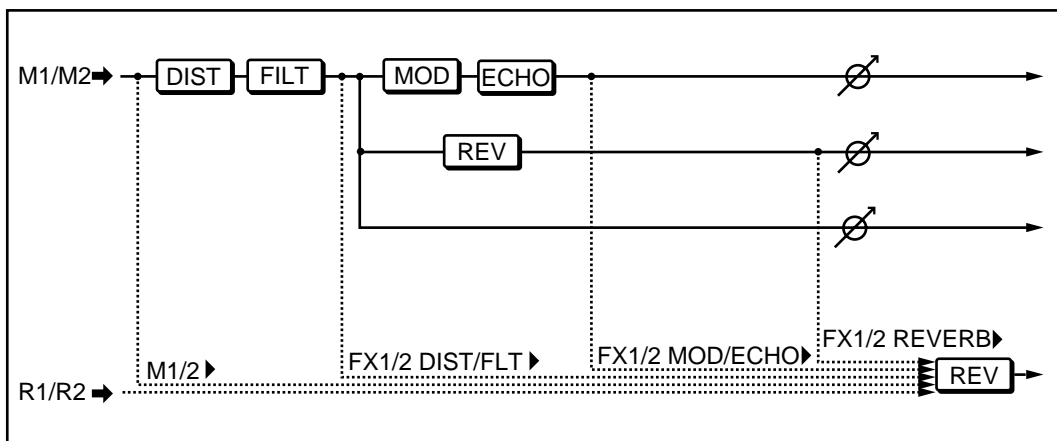 M1/M2 DIST FILT MOD ECHO
REV
FX1/2 REVERB
M1/2 FX1/2 DIST/FLT FX1/2 MOD/ECHO
R1/R2 REV